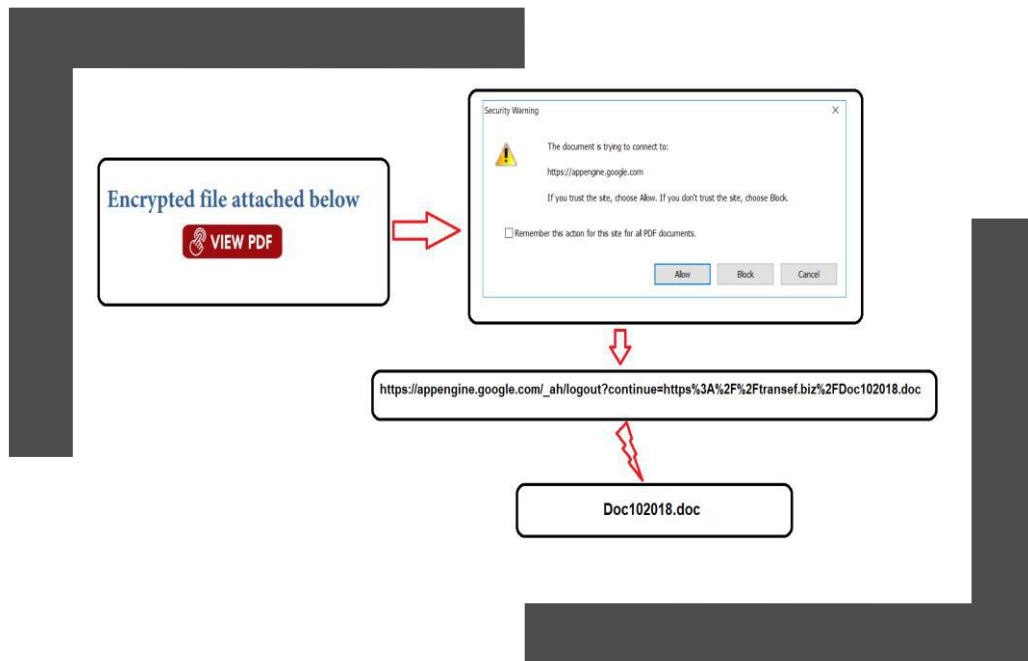 Encrypted file attached below
VIEW PDF
Security Warning
X
The document is trying to connect to:
https://appengine.google.com
If you trust the site, choose Allow. If you don't trust the site, choose Block.
Remember this action for this site for all PDF documents.
Allow Block Cancel
https://appengine.google.com/_ah/logout?continue=https%3A%2F%2Ftransef.biz%2FDoc102018.doc
Doc102018.doc